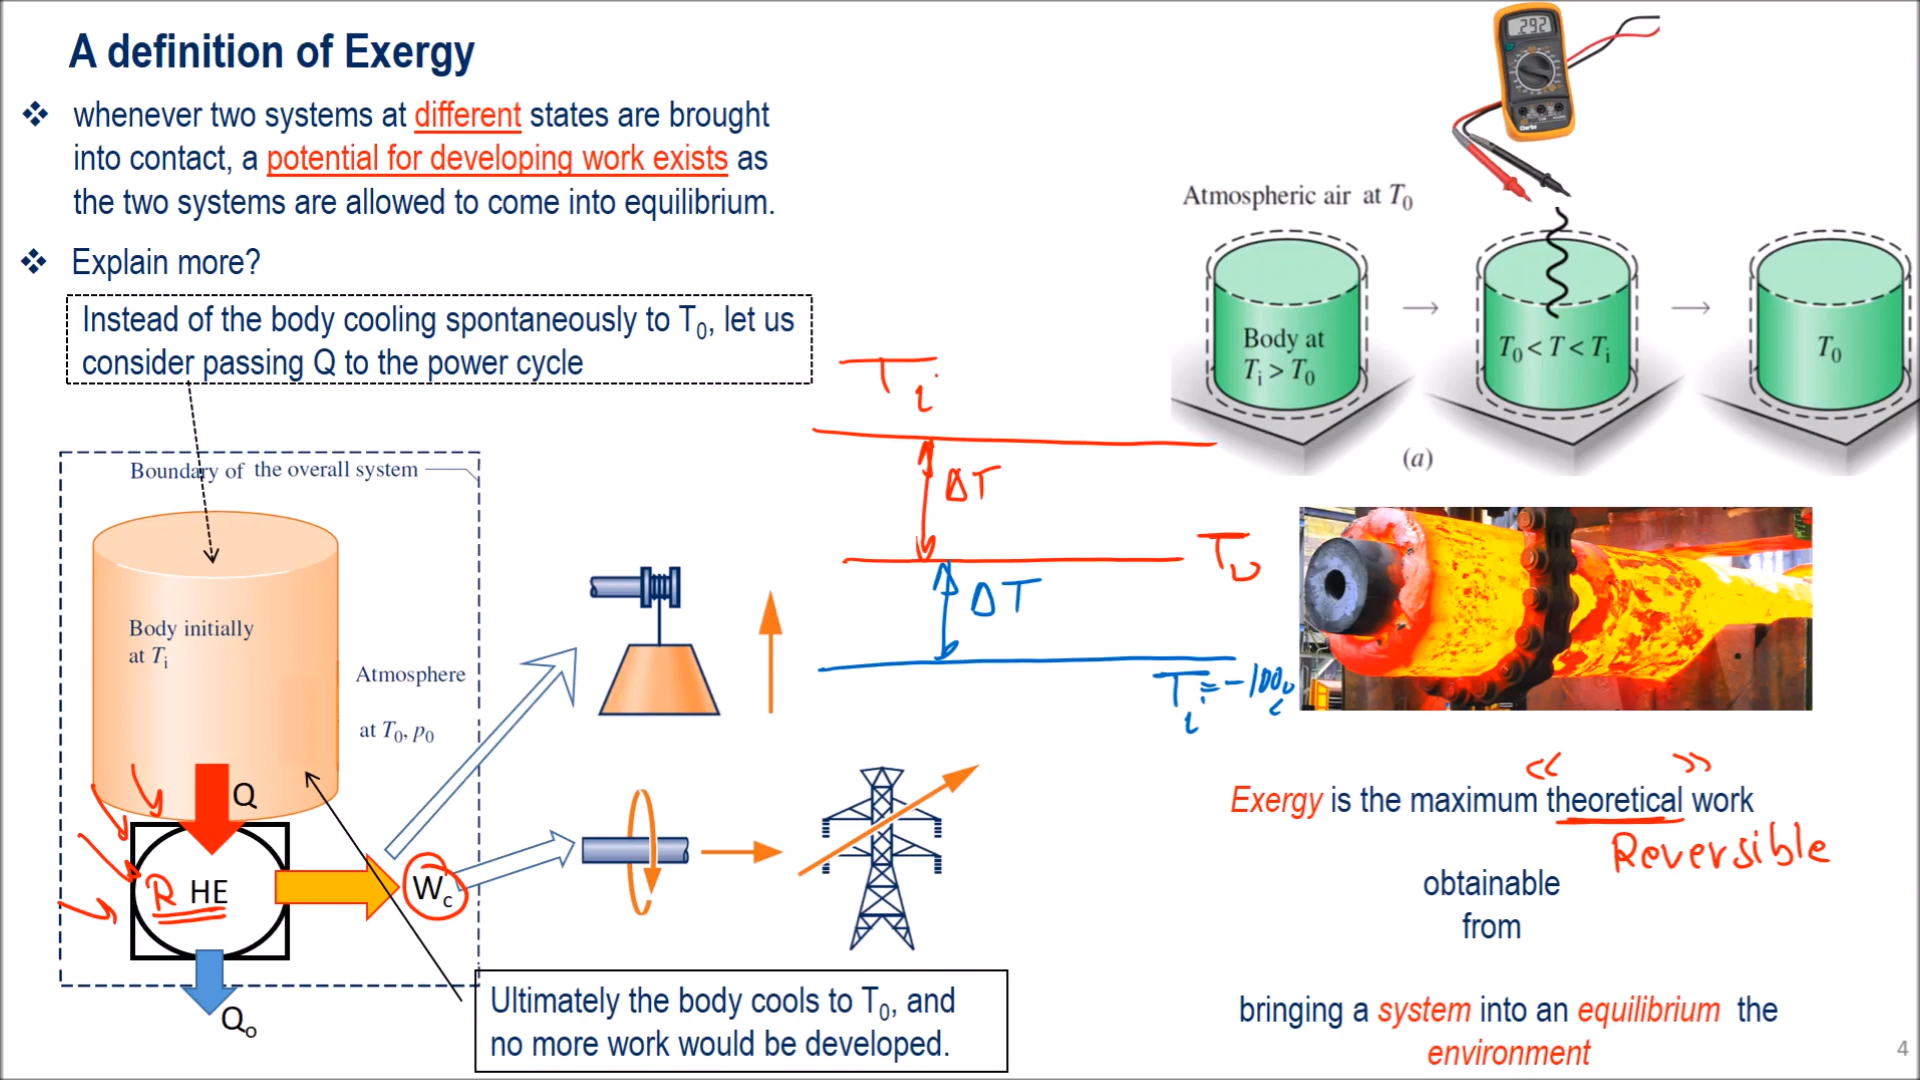 A definition of Exergy
whenever two systems at different states are brought
into contact, a potential for developing work exists as
the two systems are allowed to come into equilibrium.
Explain more?
Instead of the body cooling spontaneously to T₀, let us
consider passing Q to the power cycle
Boundary of the overall system
Body initially
at Tᵢ
Atmosphere
at T₀, p₀
Q
R HE
W꜀
Qₒ
Ultimately the body cools to T₀, and
no more work would be developed.
Tᵢ
ΔT
T₀
ΔT
Tᵢ = -100°C
292
Atmospheric air at T₀
Body at
Tᵢ > T₀
T₀ < T < Tᵢ
T₀
(a)
<< >>
Exergy is the maximum theoretical work
Reversible
obtainable
from
bringing a system into an equilibrium the
environment
4